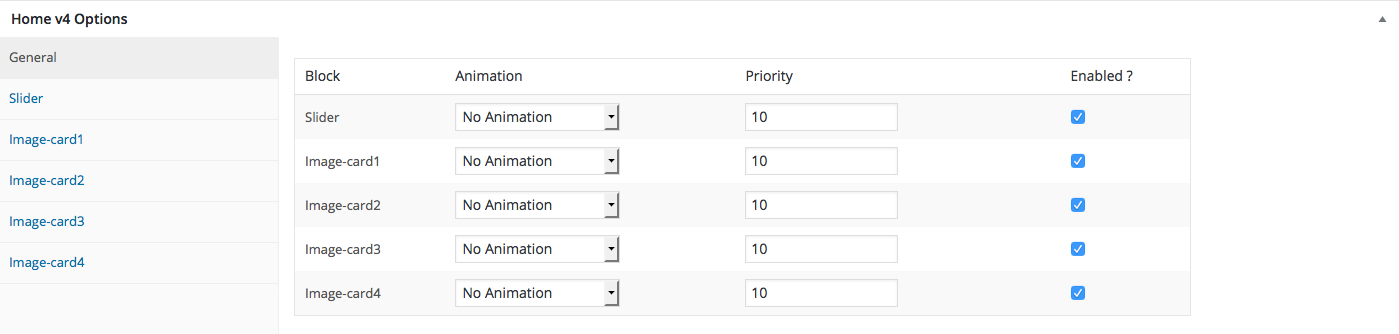 Home v4 Options
General
Slider
Image-card1
Image-card2
Image-card3
Image-card4
Block Animation Priority Enabled ?
Slider No Animation 10
Image-card1 No Animation 10
Image-card2 No Animation 10
Image-card3 No Animation 10
Image-card4 No Animation 10